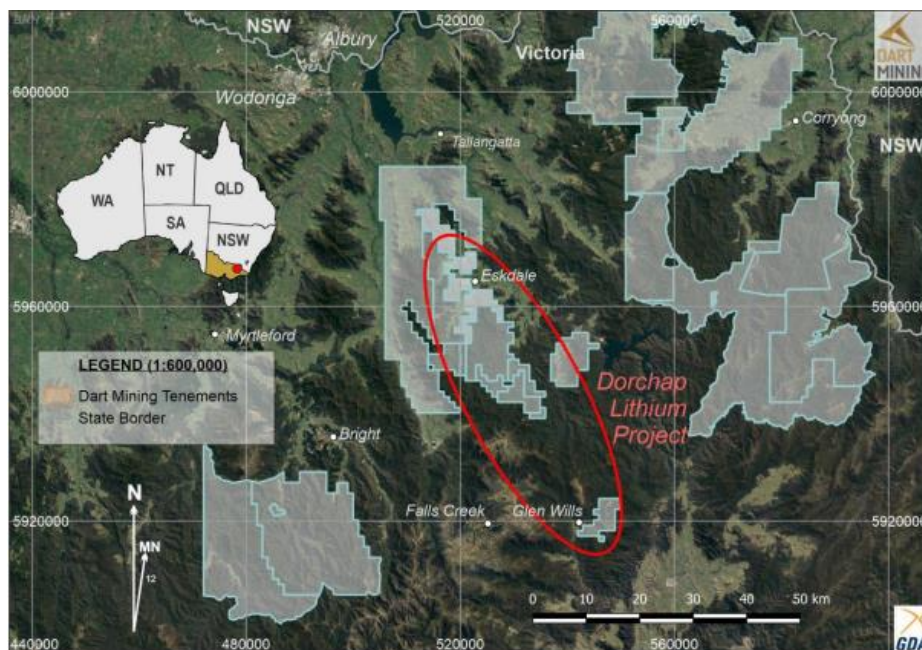 NSW
520000
560000
Albury
Victoria
DART
MINING
Wodonga
6000000
6000000
Corryong
Tallangatta
NSW
NT
WA
QLD
SA
NSW
Eskdale
5960000
5960000
Myrtleford
LEGEND (1:600,000)
Dart Mining Tenements
State Border
Dorchap
Lithium
Project
Bright
N
Falls Creek
Glen Wills
5920000
5920000
MN
12
0 10 20 30 40 50 km
440000
480000
520000
560000